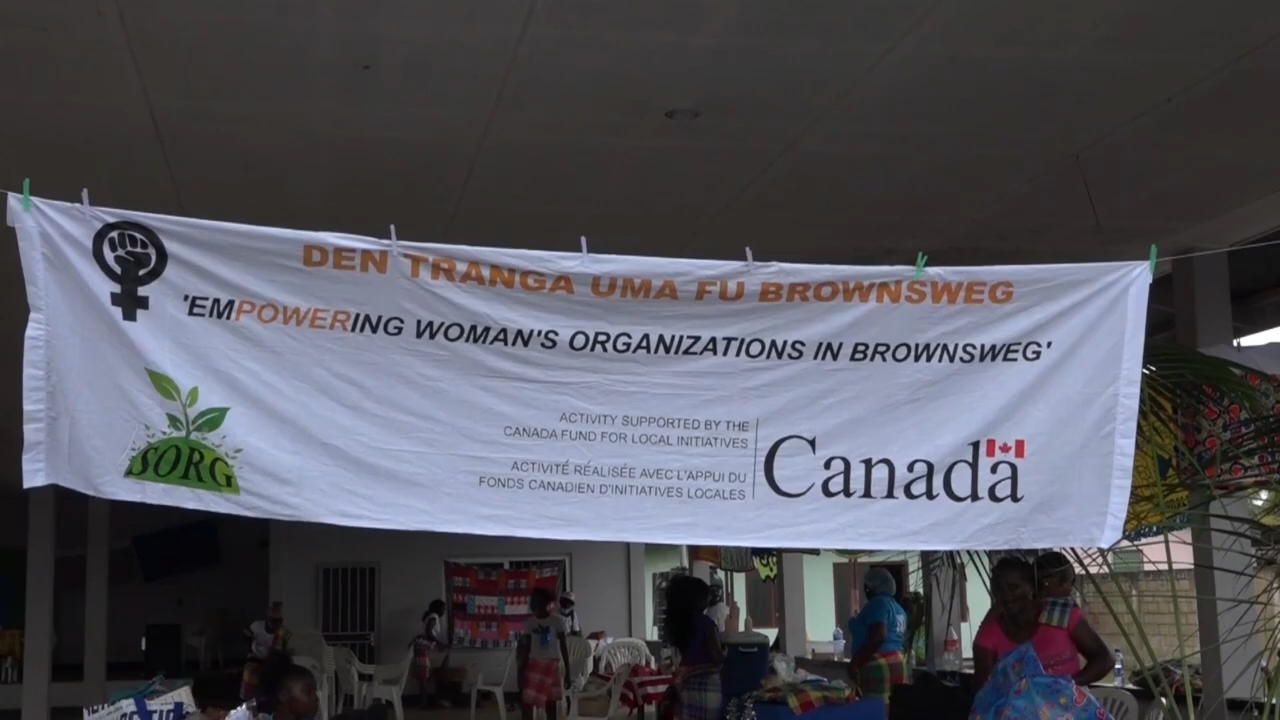 DEN TRANGA UMA FU BROWNSWEG
'EMPOWERING WOMAN'S ORGANIZATIONS IN BROWNSWEG'
ACTIVITY SUPPORTED BY THE
CANADA FUND FOR LOCAL INITIATIVES
ACTIVITÉ RÉALISÉE AVEC L'APPUI DU
FONDS CANADIEN D'INITIATIVES LOCALES
Canada
SORG